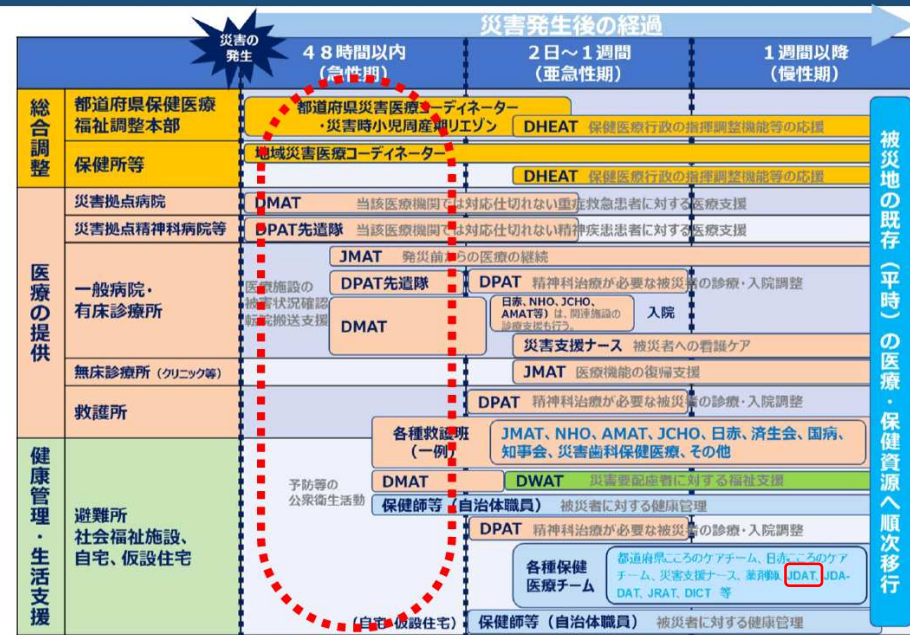 災害発生後の経過
災害の
発生
48時間以内
(急性期)
2日~1週間
(亜急性期)
1週間以降
(慢性期)
総合調整
都道府県保健医療
福祉調整本部
都道府県災害医療コーディネーター
・災害時小児周産期リエゾン
DHEAT 保健医療行政の指揮調整機能等の応援
保健所等
地域災害医療コーディネーター
DHEAT 保健医療行政の指揮調整機能等の応援
医療の提供
災害拠点病院
DMAT 当該医療機関では対応仕切れない重症救急患者に対する医療支援
災害拠点精神科病院等
DPAT先遣隊 当該医療機関では対応仕切れない精神疾患患者に対する医療支援
一般病院・
有床診療所
JMAT 発災前からの医療の継続
医療施設の
被害状況確認
転院搬送支援
DPAT先遣隊
DMAT
DPAT 精神科治療が必要な被災者の診療・入院調整
日赤、NHO、JCHO、
AMAT等)は、関連施設の
診療支援も行う。
入院
災害支援ナース 被災者への看護ケア
無床診療所(クリニック等)
JMAT 医療機能の復帰支援
救護所
DPAT 精神科治療が必要な被災者の診療・入院調整
各種救護班
(一例)
JMAT、NHO、AMAT、JCHO、日赤、済生会、国病、
知事会、災害歯科保健医療、その他
健康管理・生活支援
避難所
社会福祉施設、
自宅、仮設住宅
予防等の
公衆衛生活動
DMAT
DWAT 災害要配慮者に対する福祉支援
保健師等(自治体職員) 被災者に対する健康管理
DPAT 精神科治療が必要な被災者の診療・入院調整
各種保健
医療チーム
都道府県こころのケアチーム、日赤こころのケア
チーム、災害支援ナース、薬剤師、JDAT、JDA-
DAT、JRAT、DICT 等
(自宅・仮設住宅)
保健師等(自治体職員) 被災者に対する健康管理
被災地の既存(平時)の医療・保健資源へ順次移行